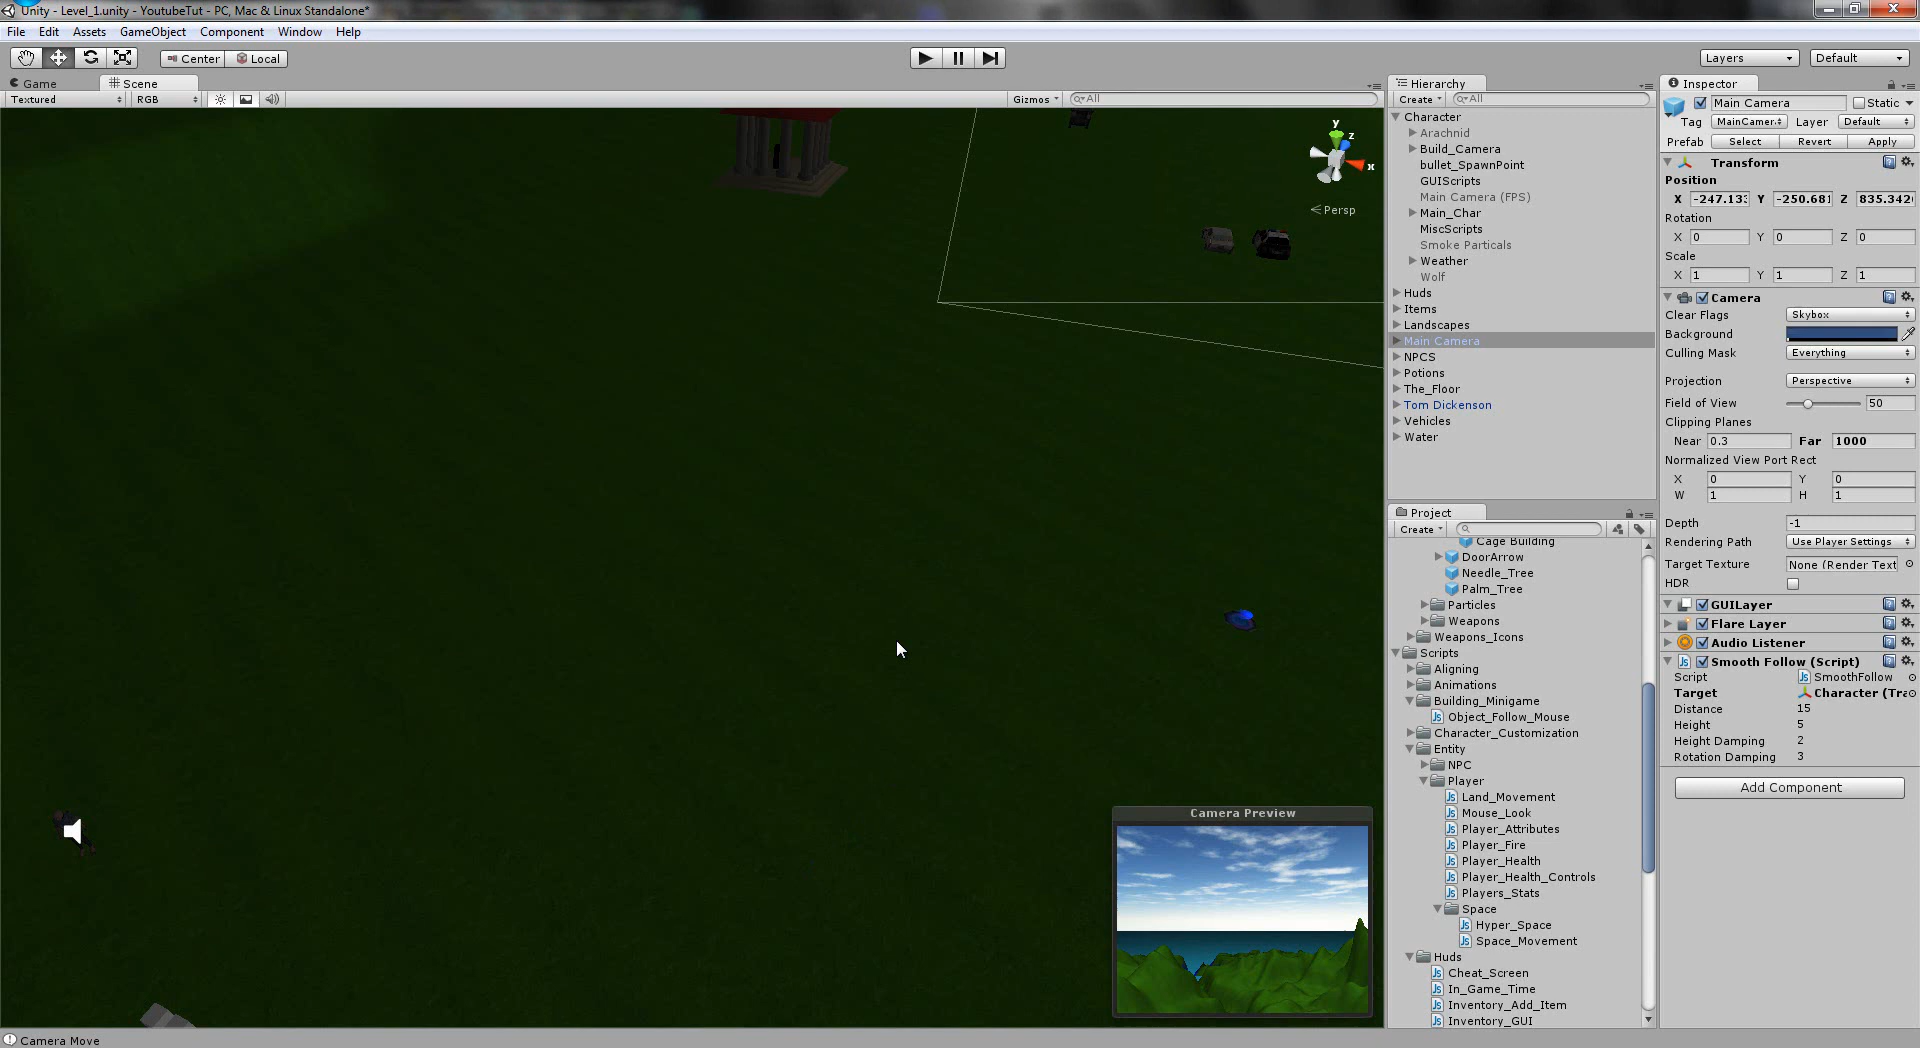 Unity - Level_1.unity - YoutubeTut - PC, Mac & Linux Standalone*
File Edit Assets GameObject Component Window Help
Center Local
Layers Default
Game Scene
Textured RGB Gizmos All
y z x
Persp
Camera Preview
Camera Move
Hierarchy
Create All
Character
Arachnid
Build_Camera
bullet_SpawnPoint
GUIScripts
Main Camera (FPS)
Main_Char
MiscScripts
Smoke Particals
Weather
Wolf
Huds
Items
Landscapes
Main Camera
NPCS
Potions
The_Floor
Tom Dickenson
Vehicles
Water
Project
Create
Cage Building
DoorArrow
Needle_Tree
Palm_Tree
Particles
Weapons
Weapons_Icons
Scripts
Aligning
Animations
Building_Minigame
Object_Follow_Mouse
Character_Customization
Entity
NPC
Player
Land_Movement
Mouse_Look
Player_Attributes
Player_Fire
Player_Health
Player_Health_Controls
Players_Stats
Space
Hyper_Space
Space_Movement
Huds
Cheat_Screen
In_Game_Time
Inventory_Add_Item
Inventory_GUI
Inspector
Main Camera Static
Tag MainCamer Layer Default
Prefab Select Revert Apply
Transform
Position
X -247.13 Y -250.681 Z 835.342
Rotation
X 0 Y 0 Z 0
Scale
X 1 Y 1 Z 1
Camera
Clear Flags Skybox
Background
Culling Mask Everything
Projection Perspective
Field of View 50
Clipping Planes
Near 0.3 Far 1000
Normalized View Port Rect
X 0 Y 0
W 1 H 1
Depth -1
Rendering Path Use Player Settings
Target Texture None (Render Text
HDR
GUILayer
Flare Layer
Audio Listener
Smooth Follow (Script)
Script SmoothFollow
Target Character (Tra
Distance 15
Height 5
Height Damping 2
Rotation Damping 3
Add Component